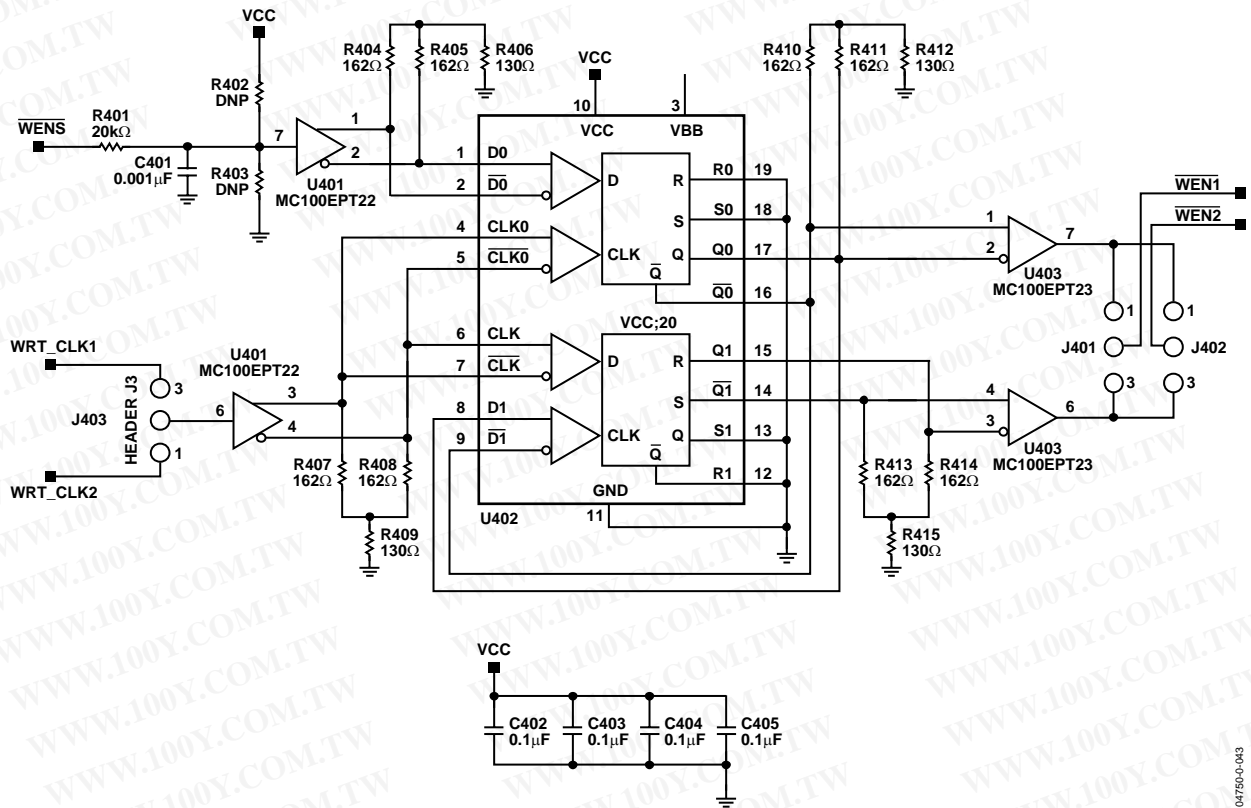 VCC
R402
DNP
WENS
R401
20kΩ
C401
0.001µF
R403
DNP
7
1
2
U401
MC100EPT22
R404
162Ω
R405
162Ω
R406
130Ω
VCC
10
VCC
3
VBB
1 D0
2 D0
4 CLK0
5 CLK0
6 CLK
7 CLK
8 D1
9 D1
D
CLK
R
S
Q
Q
VCC;20
D
CLK
R
S
Q
Q
R0 19
S0 18
Q0 17
Q0 16
Q1 15
Q1 14
S1 13
R1 12
GND
11
U402
WRT_CLK1
WRT_CLK2
J403
HEADER J3
3
1
U401
MC100EPT22
6
3
4
R407
162Ω
R408
162Ω
R409
130Ω
R410
162Ω
R411
162Ω
R412
130Ω
1
2
7
U403
MC100EPT23
4
3
6
U403
MC100EPT23
R413
162Ω
R414
162Ω
R415
130Ω
WEN1
WEN2
1
1
J401
J402
3
3
VCC
C402
0.1µF
C403
0.1µF
C404
0.1µF
C405
0.1µF
04750-0-043
WWW.100Y.COM.TW